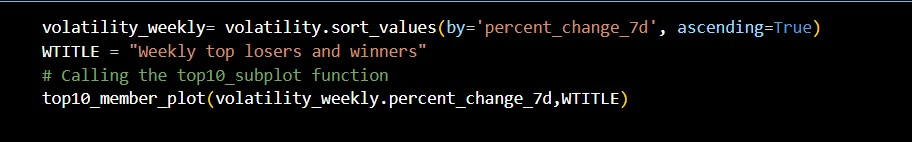 volatility_weekly= volatility.sort_values(by='percent_change_7d', ascending=True)
WTITLE = "Weekly top losers and winners"
# Calling the top10_subplot function
top10_member_plot(volatility_weekly.percent_change_7d,WTITLE)